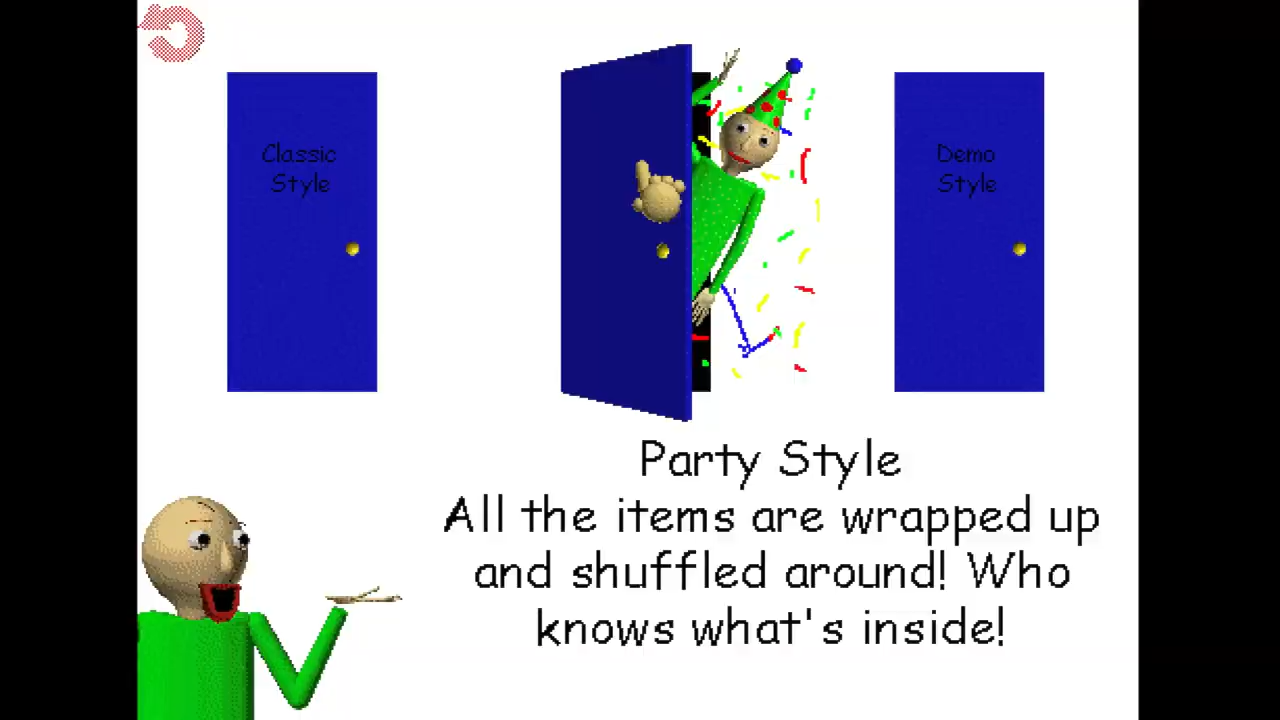 Classic
Style
Demo
Style
Party Style
All the items are wrapped up
and shuffled around! Who
knows what's inside!